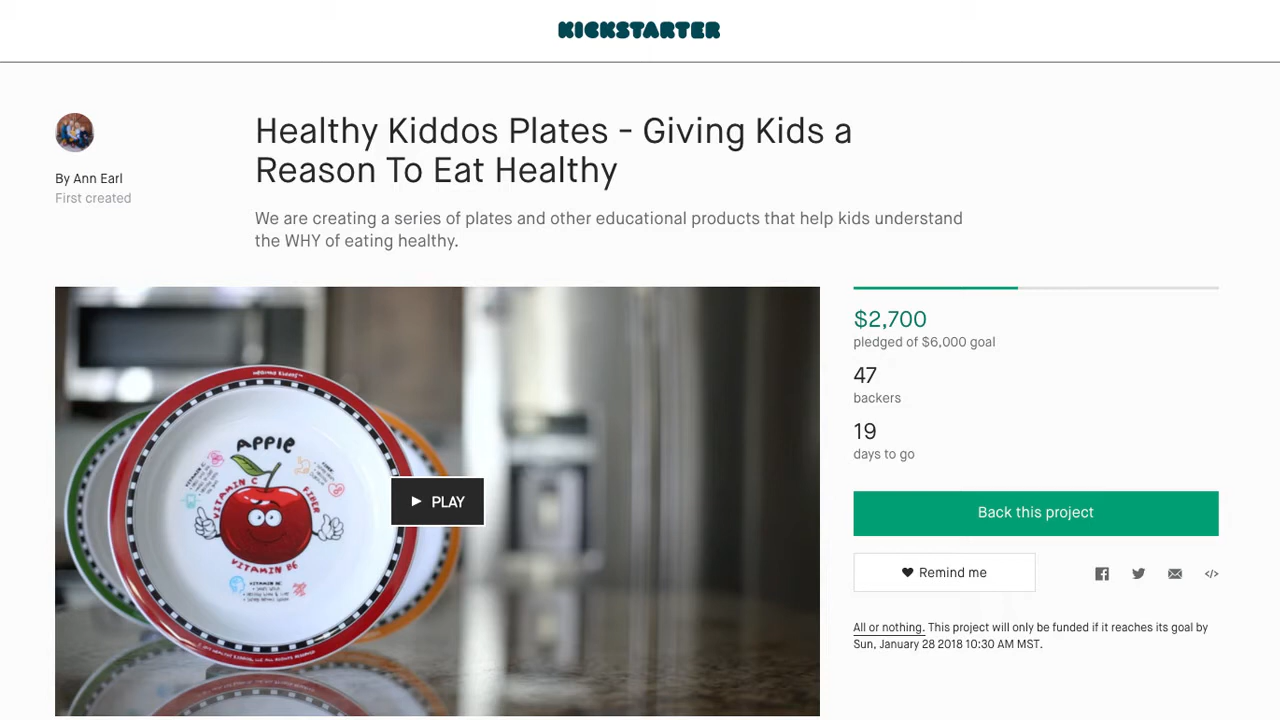 KICKSTARTER
By Ann Earl
First created
Healthy Kiddos Plates - Giving Kids a
Reason To Eat Healthy
We are creating a series of plates and other educational products that help kids understand
the WHY of eating healthy.
APPlE
VITAMIN C
FIBER
VITAMIN B6
PLAY
$2,700
pledged of $6,000 goal
47
backers
19
days to go
Back this project
Remind me
</>
All or nothing. This project will only be funded if it reaches its goal by
Sun, January 28 2018 10:30 AM MST.